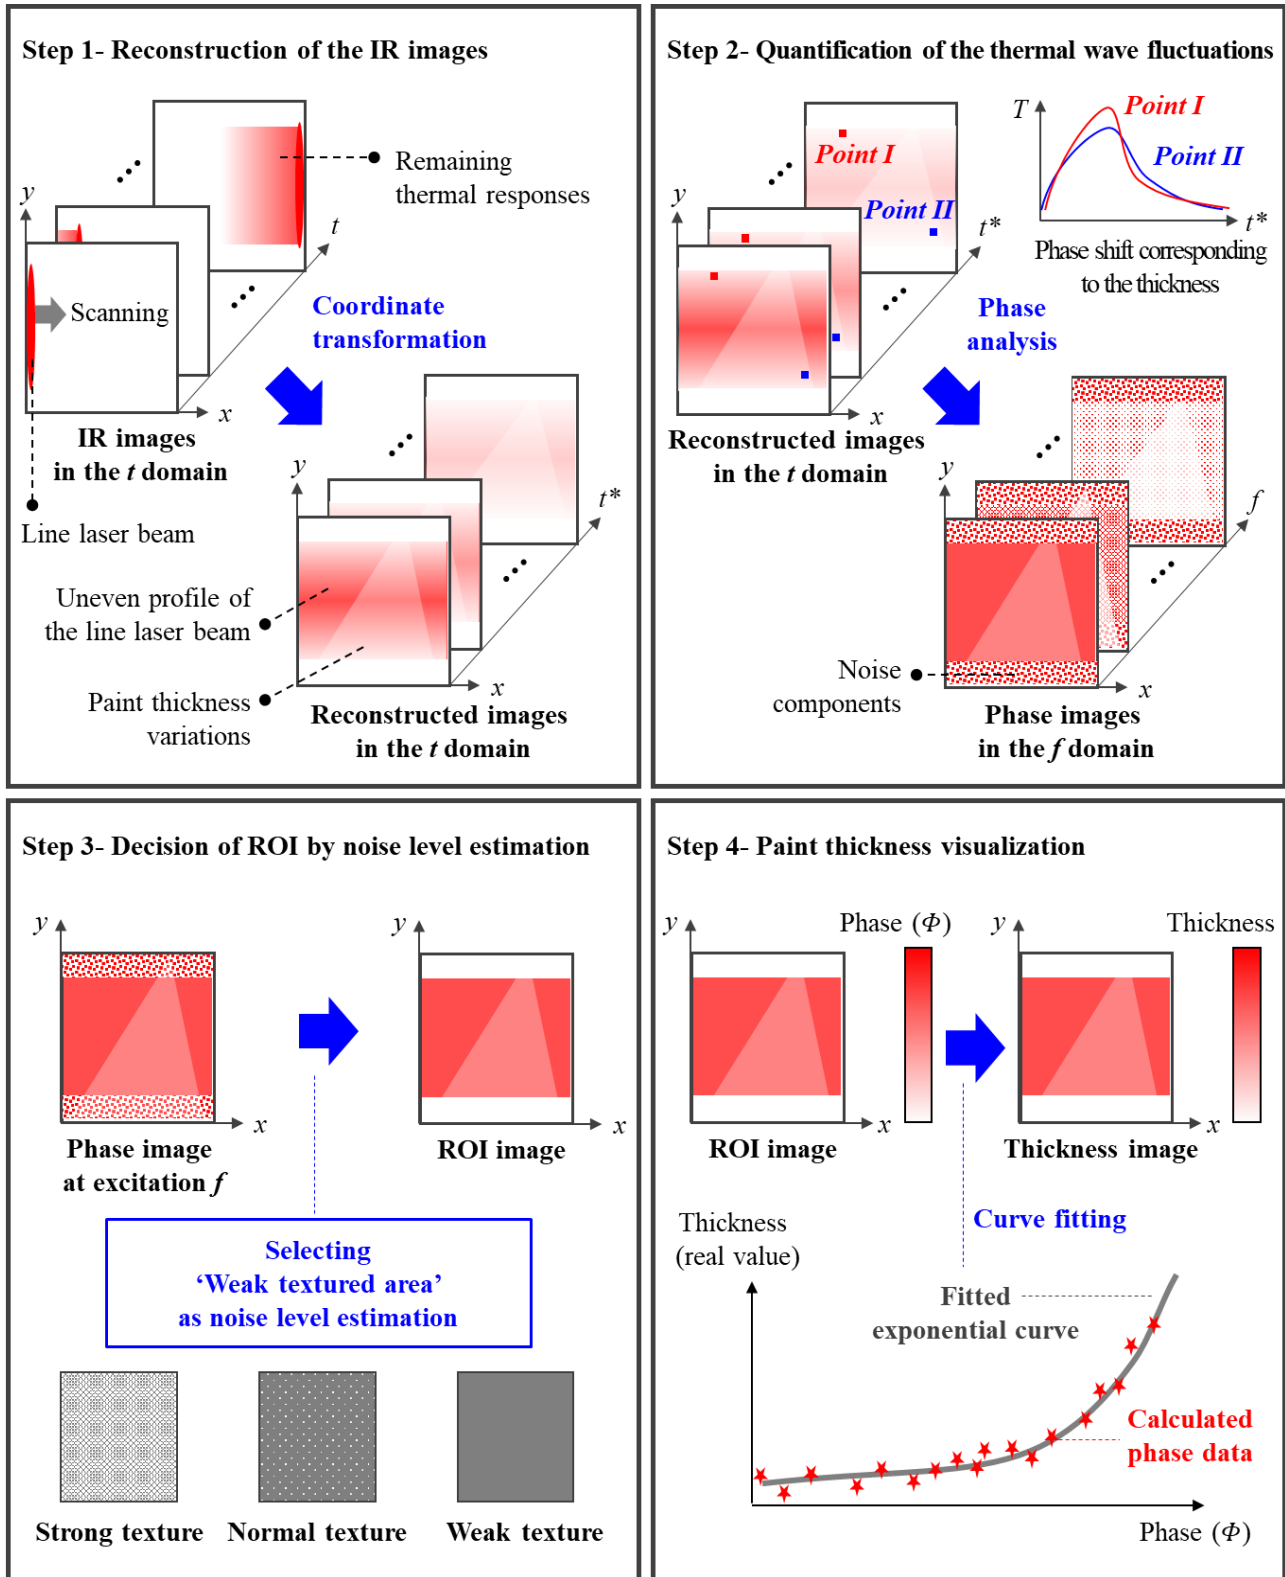 Step 1- Reconstruction of the IR images
Remaining
thermal responses
y
t
Scanning
x
Coordinate
transformation
IR images
in the t domain
Line laser beam
y
t*
Uneven profile of
the line laser beam
Paint thickness
variations
x
Reconstructed images
in the t domain
Step 2- Quantification of the thermal wave fluctuations
T
Point I
Point II
t*
Phase shift corresponding
to the thickness
Point I
Point II
y
t*
x
Phase
analysis
Reconstructed images
in the t domain
y
f
Noise
components
x
Phase images
in the f domain
Step 3- Decision of ROI by noise level estimation
y
x
Phase image
at excitation f
y
x
ROI image
Selecting
‘Weak textured area’
as noise level estimation
Strong texture
Normal texture
Weak texture
Step 4- Paint thickness visualization
y
Phase (Φ)
x
ROI image
y
Thickness
x
Thickness image
Curve fitting
Thickness
(real value)
Fitted
exponential curve
Calculated
phase data
Phase (Φ)